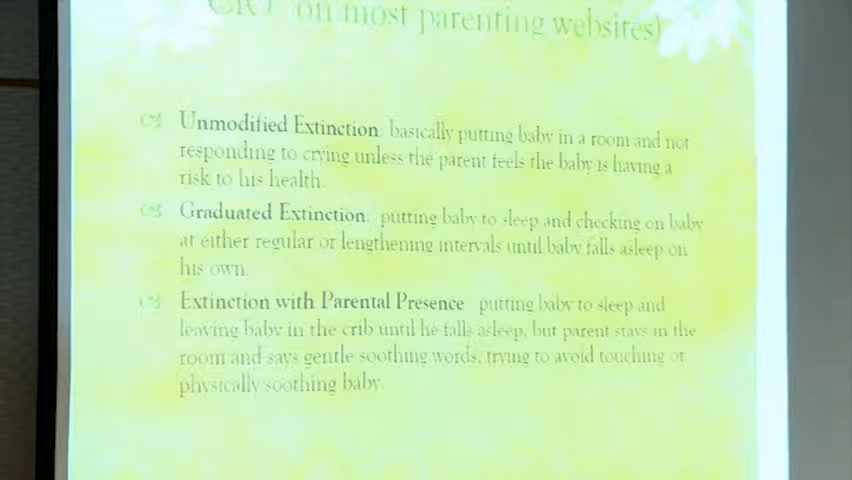 on most parenting websites)
Unmodified Extinction: basically putting baby in a room and not
responding to crying unless the parent feels the baby is having a
risk to his health.
Graduated Extinction: putting baby to sleep and checking on baby
at either regular or lengthening intervals until baby falls asleep on
his own.
Extinction with Parental Presence putting baby to sleep and
leaving baby in the crib until he falls asleep, but parent stays in the
room and says gentle soothing words, trying to avoid touching or
physically soothing baby.